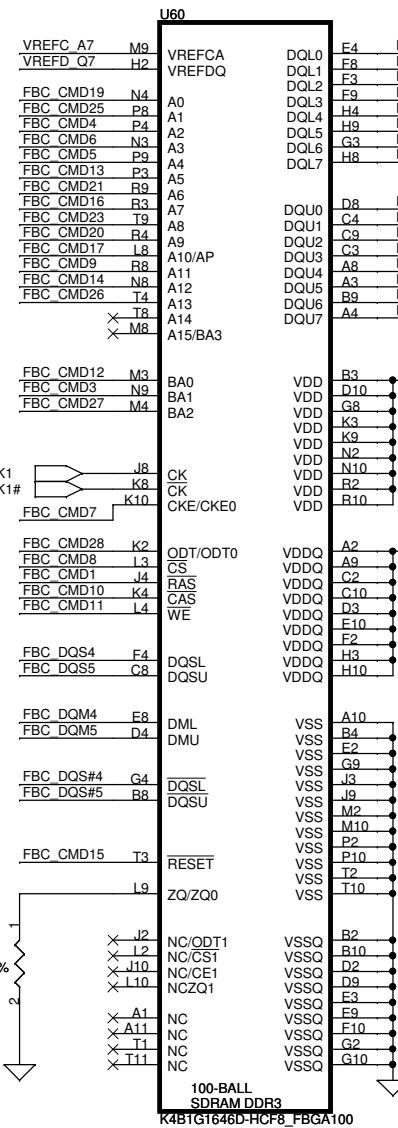 U60
VREFC_A7 M9 VREFCA DQL0 E4
VREFD_Q7 H2 VREFDQ DQL1 F8
DQL2 F3
FBC_CMD19 N4 A0 DQL3 F9
FBC_CMD25 P8 A1 DQL4 H4
FBC_CMD4 P4 A2 DQL5 H9
FBC_CMD6 N3 A3 DQL6 G3
FBC_CMD5 P9 A4 DQL7 H8
FBC_CMD13 P3 A5
FBC_CMD21 R9 A6
FBC_CMD16 R3 A7 DQU0 D8
FBC_CMD23 T9 A8 DQU1 C4
FBC_CMD20 R4 A9 DQU2 C9
FBC_CMD17 L8 A10/AP DQU3 C3
FBC_CMD9 R8 A11 DQU4 A8
FBC_CMD14 N8 A12 DQU5 A3
FBC_CMD26 T4 A13 DQU6 B9
T8 A14 DQU7 A4
M8 A15/BA3
FBC_CMD12 M3 BA0 VDD B3
FBC_CMD3 N9 BA1 VDD D10
FBC_CMD27 M4 BA2 VDD G8
VDD K3
VDD K9
VDD N2
K1 J8 CK VDD N10
K1# K8 CK VDD R2
FBC_CMD7 K10 CKE/CKE0 VDD R10
FBC_CMD28 K2 ODT/ODT0 VDDQ A2
FBC_CMD8 L3 CS VDDQ A9
FBC_CMD1 J4 RAS VDDQ C2
FBC_CMD10 K4 CAS VDDQ C10
FBC_CMD11 L4 WE VDDQ D3
VDDQ E10
VDDQ F2
FBC_DQS4 F4 DQSL VDDQ H3
FBC_DQS5 C8 DQSU VDDQ H10
FBC_DQM4 E8 DML VSS A10
FBC_DQM5 D4 DMU VSS B4
VSS E2
VSS G9
FBC_DQS#4 G4 DQSL VSS J3
FBC_DQS#5 B8 DQSU VSS J9
VSS M2
VSS M10
VSS P2
FBC_CMD15 T3 RESET VSS P10
VSS T2
L9 ZQ/ZQ0 VSS T10
1
J2 NC/ODT1 VSSQ B2
L2 NC/CS1 VSSQ B10
% J10 NC/CE1 VSSQ D2
L10 NCZQ1 VSSQ D9
2
VSSQ E3
A1 NC VSSQ E9
A11 NC VSSQ F10
T1 NC VSSQ G2
T11 NC VSSQ G10
100-BALL
SDRAM DDR3
K4B1G1646D-HCF8_FBGA100